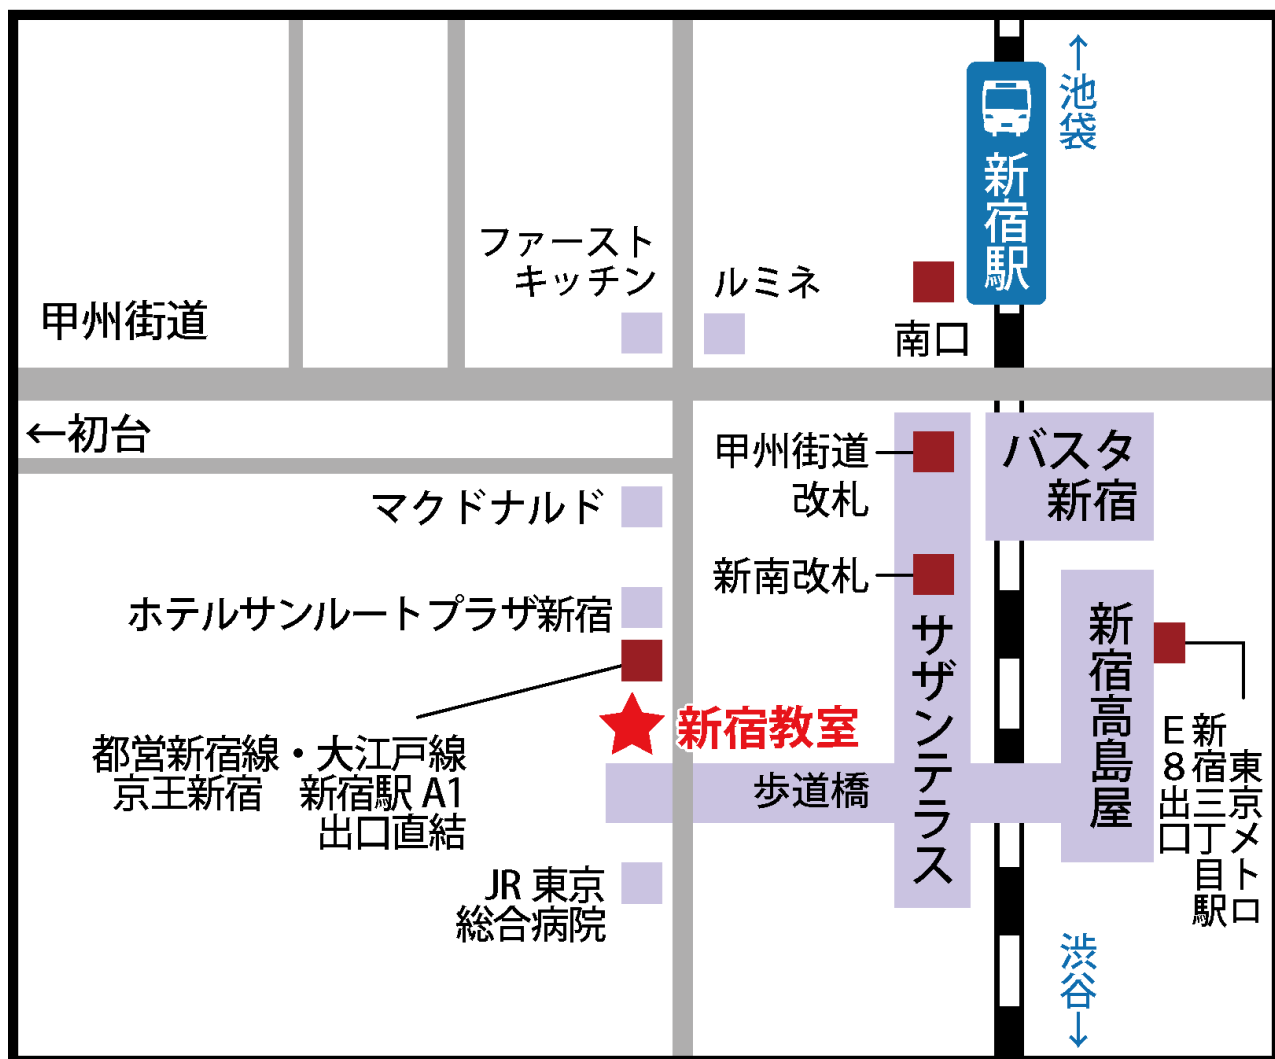 ↑池袋
新宿駅
ファースト
キッチン
ルミネ
南口
甲州街道
←初台
甲州街道
改札
バスタ
新宿
マクドナルド
新南改札
ホテルサンルートプラザ新宿
サザンテラス
新宿高島屋
新宿教室
東京メトロ
新宿三丁目駅
E8出口
都営新宿線・大江戸線
京王新宿 新宿駅 A1
出口直結
歩道橋
JR 東京
総合病院
渋谷↓